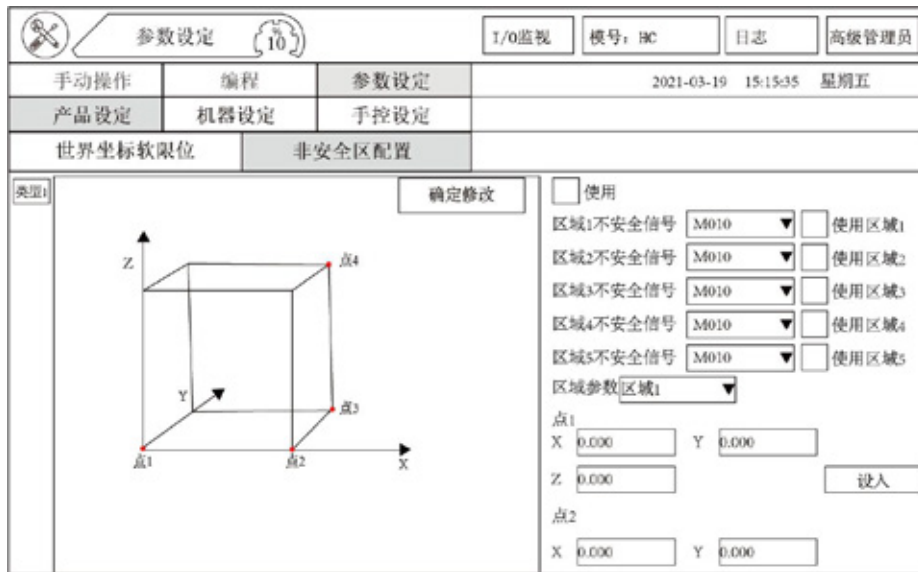 参数设定 % 10 I/O监视 模号：HC 日志 高级管理员
手动操作 编程 参数设定 2021-03-19 15:15:35 星期五
产品设定 机器设定 手控设定
世界坐标软限位 非安全区配置
类型1 确定修改 使用
区域1不安全信号 M010 使用区域1
区域2不安全信号 M010 使用区域2
区域3不安全信号 M010 使用区域3
区域4不安全信号 M010 使用区域4
区域5不安全信号 M010 使用区域5
区域参数 区域1
Z 点4
Y 点3
点1 点2 X
点1
X 0.000 Y 0.000
Z 0.000 设入
点2
X 0.000 Y 0.000